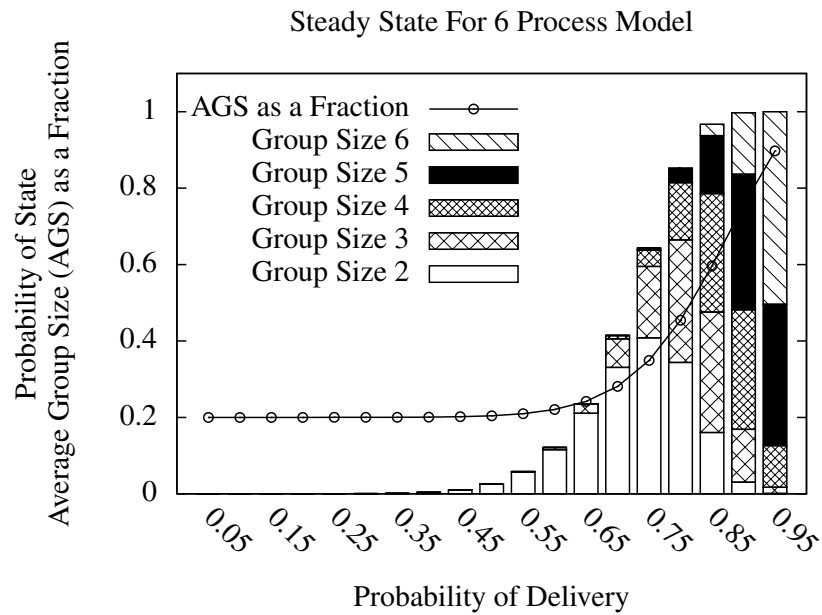 Steady State For 6 Process Model
Probability of State
Average Group Size (AGS) as a Fraction
1
0.8
0.6
0.4
0.2
0
AGS as a Fraction
Group Size 6
Group Size 5
Group Size 4
Group Size 3
Group Size 2
0.05
0.15
0.25
0.35
0.45
0.55
0.65
0.75
0.85
0.95
Probability of Delivery